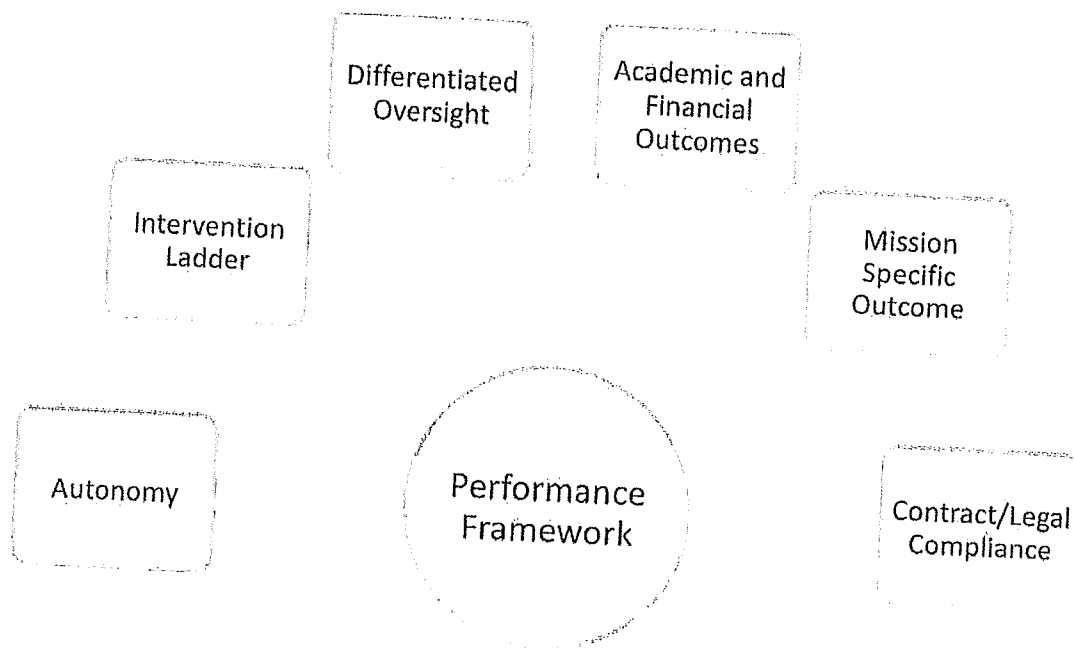 Differentiated
Oversight
Academic and
Financial
Outcomes
Intervention
Ladder
Mission
Specific
Outcome
Autonomy
Performance
Framework
Contract/Legal
Compliance